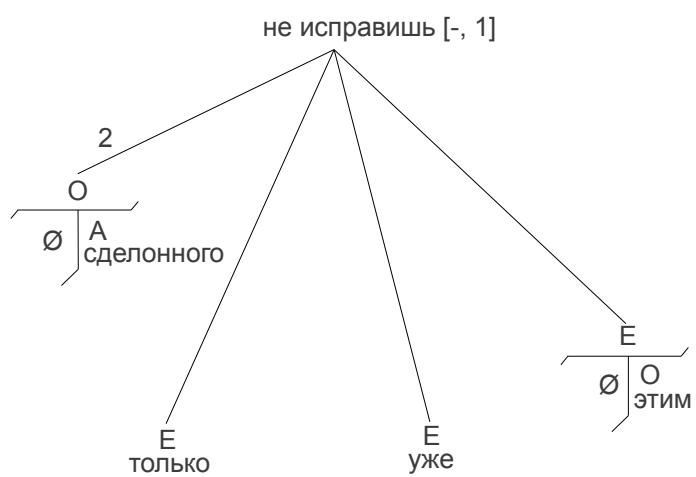 не исправишь [-, 1]
2
О
Ø
А
сделонного
Е
Ø
О
этим
Е
только
Е
уже